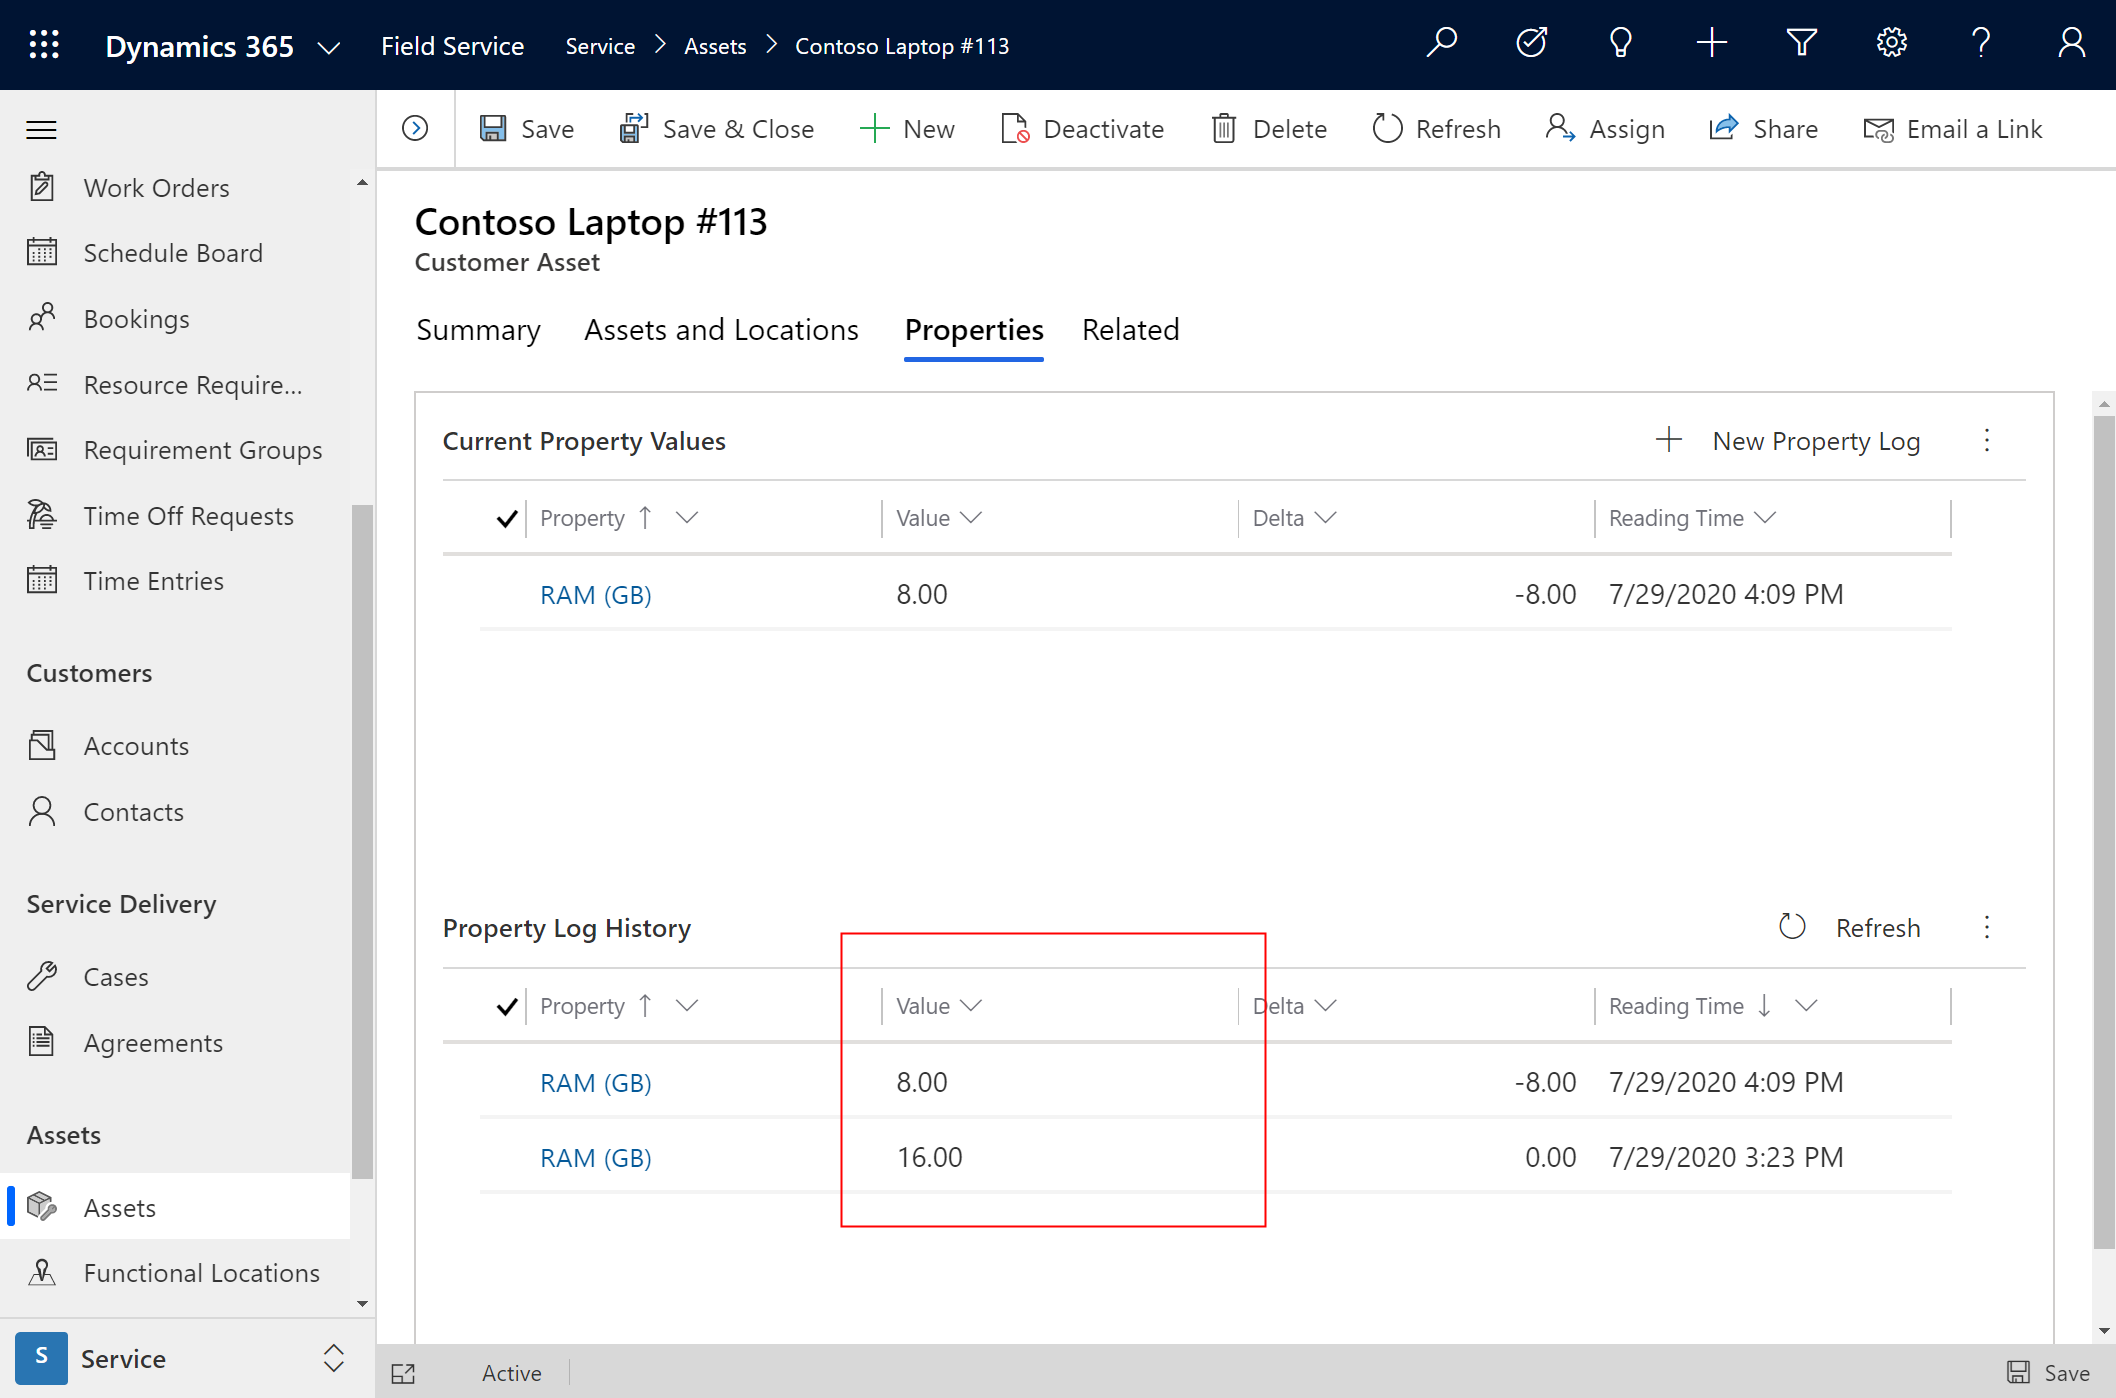 Dynamics 365 Field Service Service Assets Contoso Laptop #113
Save Save & Close New Deactivate Delete Refresh Assign Share Email a Link
Work Orders
Schedule Board
Bookings
Resource Require...
Requirement Groups
Time Off Requests
Time Entries
Customers
Accounts
Contacts
Service Delivery
Cases
Agreements
Assets
Assets
Functional Locations
S Service
Contoso Laptop #113
Customer Asset
Summary Assets and Locations Properties Related
Current Property Values New Property Log
Property Value Delta Reading Time
RAM (GB) 8.00 -8.00 7/29/2020 4:09 PM
Property Log History Refresh
Property Value Delta Reading Time
RAM (GB) 8.00 -8.00 7/29/2020 4:09 PM
RAM (GB) 16.00 0.00 7/29/2020 3:23 PM
Active Save